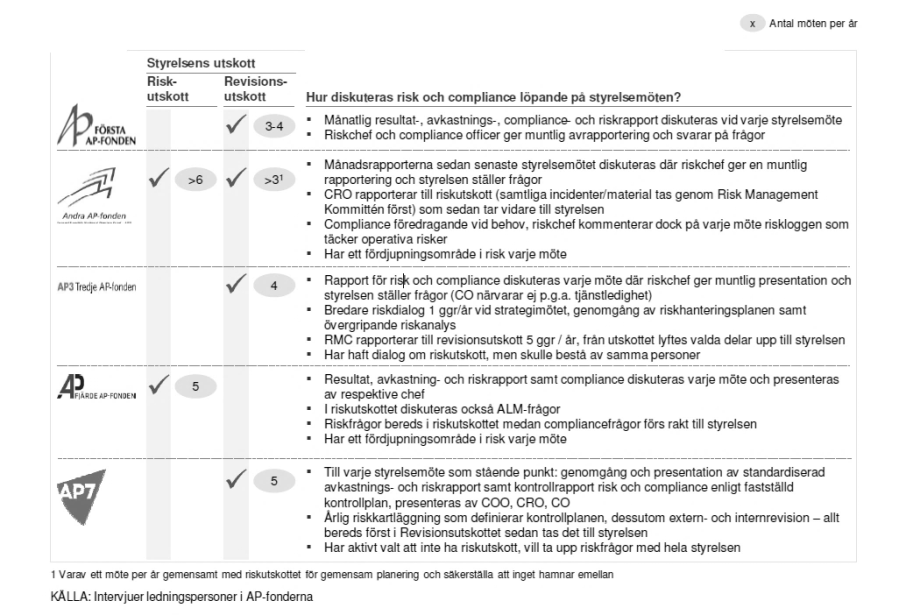 x Antal möten per år
Styrelsens utskott
Risk-
utskott
Revisions-
utskott
Hur diskuteras risk och compliance löpande på styrelsemöten?
AP FÖRSTA
AP-FONDEN
3-4
▪ Månatlig resultat-, avkastnings-, compliance- och riskrapport diskuteras vid varje styrelsemöte
▪ Riskchef och compliance officer ger muntlig avrapportering och svarar på frågor
Andra AP-fonden
>6
>3¹
▪ Månadsrapporterna sedan senaste styrelsemötet diskuteras där riskchef ger en muntlig
rapportering och styrelsen ställer frågor
▪ CRO rapporterar till riskutskott (samtliga incidenter/material tas genom Risk Management
Kommittén först) som sedan tar vidare till styrelsen
▪ Compliance föredragande vid behov, riskchef kommenterar dock på varje möte riskloggen som
täcker operativa risker
▪ Har ett fördjupningsområde i risk varje möte
AP3 Tredje AP-fonden
4
▪ Rapport för risk och compliance diskuteras varje möte där riskchef ger muntlig presentation och
styrelsen ställer frågor (CO närvarar ej p.g.a. tjänstledighet)
▪ Bredare riskdialog 1 ggr/år vid strategimötet, genomgång av riskhanteringsplanen samt
övergripande riskanalys
▪ RMC rapporterar till revisionsutskott 5 ggr / år, från utskottet lyftes valda delar upp till styrelsen
▪ Har haft dialog om riskutskott, men skulle bestå av samma personer
AP FJÄRDE AP-FONDEN
5
▪ Resultat, avkastning- och riskrapport samt compliance diskuteras varje möte och presenteras
av respektive chef
▪ I riskutskottet diskuteras också ALM-frågor
▪ Riskfrågor bereds i riskutskottet medan compliancefrågor förs rakt till styrelsen
▪ Har ett fördjupningsområde i risk varje möte
AP7
5
▪ Till varje styrelsemöte som stående punkt: genomgång och presentation av standardiserad
avkastnings- och riskrapport samt kontrollrapport risk och compliance enligt fastställd
kontrollplan, presenteras av COO, CRO, CO
▪ Årlig riskkartläggning som definierar kontrollplanen, dessutom extern- och internrevision – allt
bereds först i Revisionsutskottet sedan tas det till styrelsen
▪ Har aktivt valt att inte ha riskutskott, vill ta upp riskfrågor med hela styrelsen
1 Varav ett möte per år gemensamt med riskutskottet för gemensam planering och säkerställa att inget hamnar emellan
KÄLLA: Intervjuer ledningspersoner i AP-fonderna